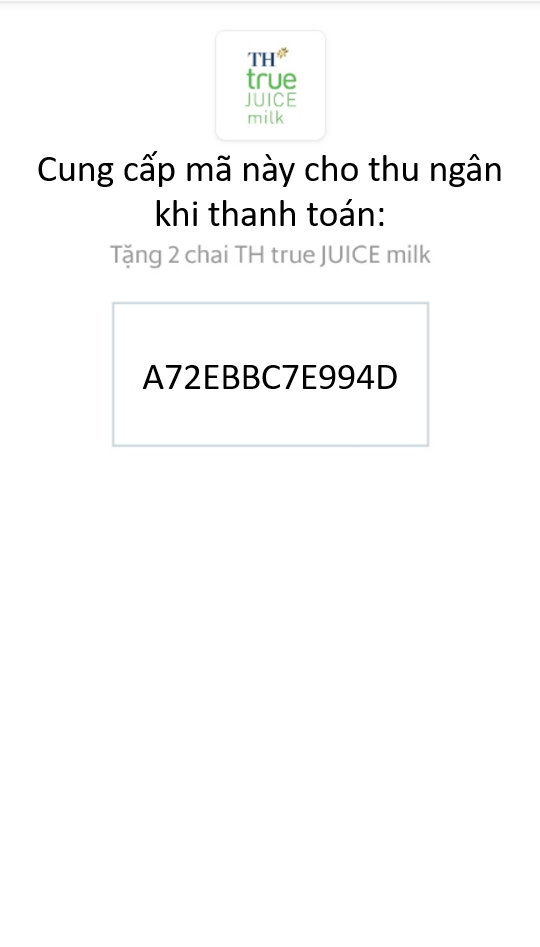 TH
true
JUICE
milk
Cung cấp mã này cho thu ngân
khi thanh toán:
Tặng 2 chai TH true JUICE milk
A72EBBC7E994D